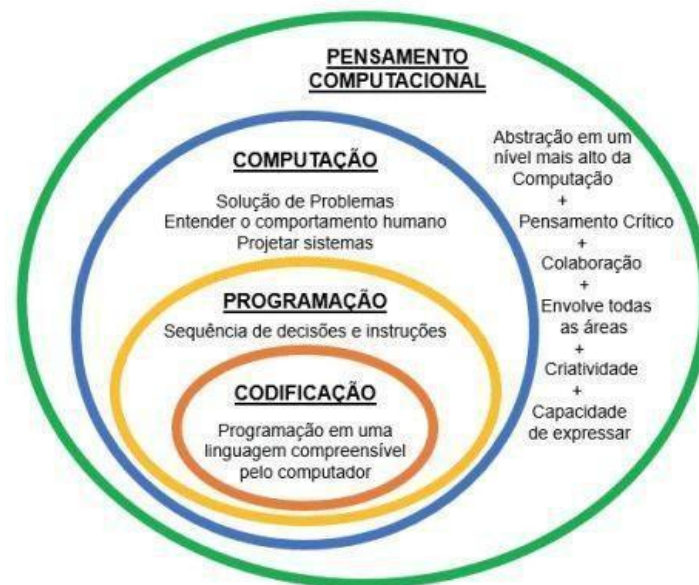 PENSAMENTO
COMPUTACIONAL
COMPUTAÇÃO
Solução de Problemas
Entender o comportamento humano
Projetar sistemas
PROGRAMAÇÃO
Sequência de decisões e instruções
CODIFICAÇÃO
Programação em uma
linguagem compreensível
pelo computador
Abstração em um
nível mais alto da
Computação
+
Pensamento Crítico
+
Colaboração
+
Envolve todas
as áreas
+
Criatividade
+
Capacidade
de expressar